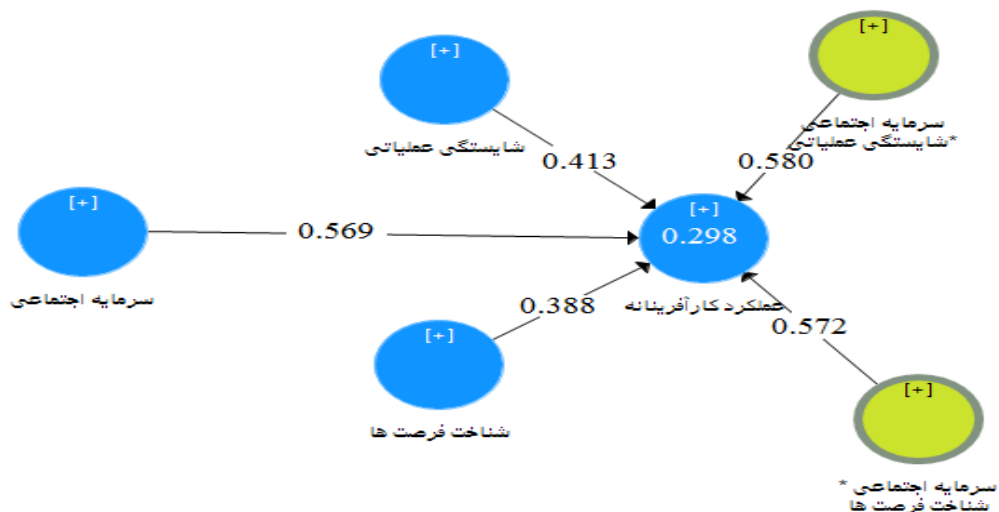 [+]
[+]
شایستگی عملیاتی
سرمایه اجتماعی
*شایستگی عملیاتی
0.413
0.580
[+]
[+]
0.569
0.298
سرمایه اجتماعی
0.388
عملکرد کارآفرینانه
0.572
[+]
شناخت فرصت ها
[+]
سرمایه اجتماعی *
شناخت فرصت ها